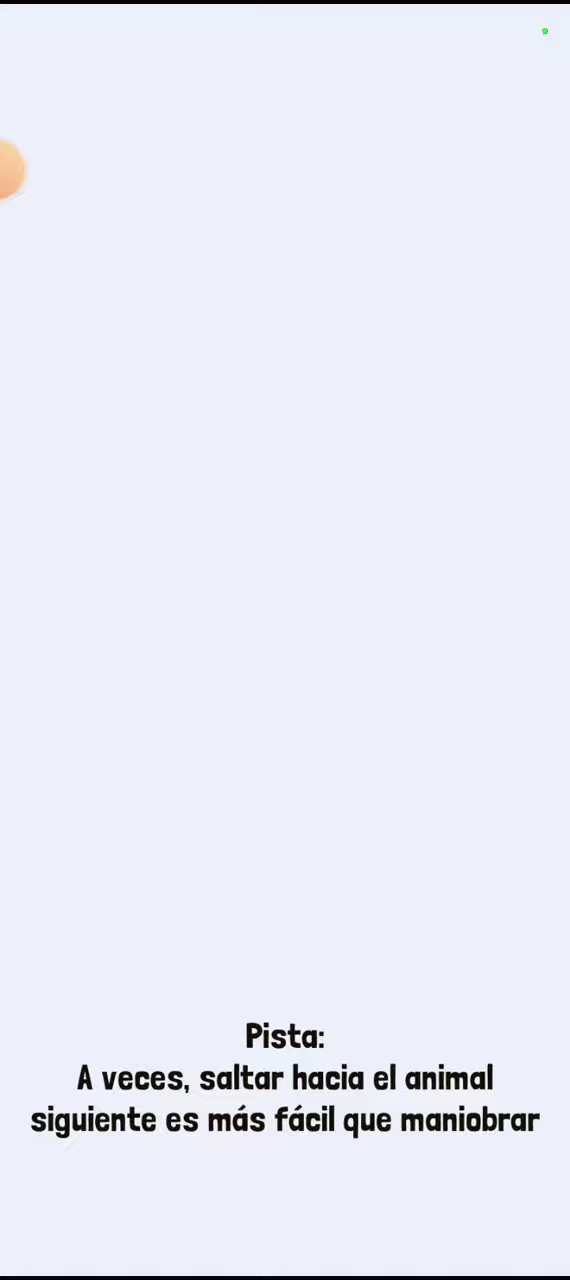 Pista:
A veces, saltar hacia el animal
siguiente es más fácil que maniobrar